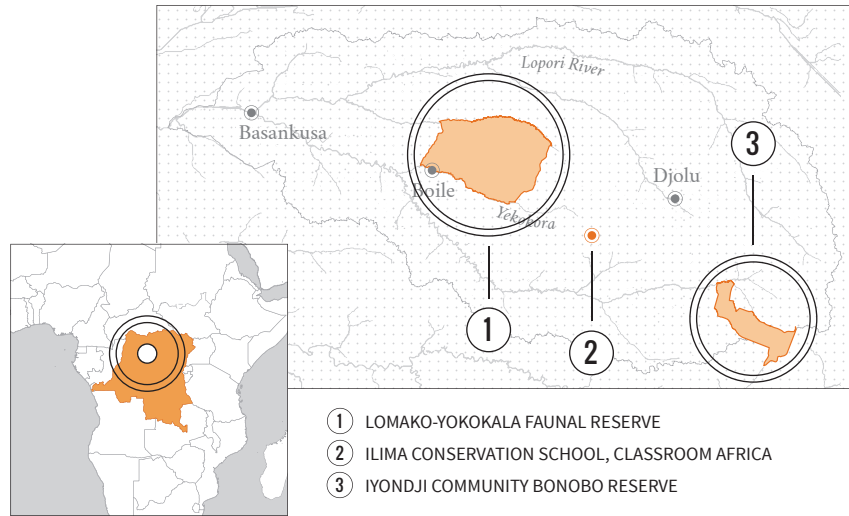 Lopori River
Basankusa
3
Djolu
Boile
Yekokora
1
2
1 LOMAKO-YOKOKALA FAUNAL RESERVE
2 ILIMA CONSERVATION SCHOOL, CLASSROOM AFRICA
3 IYONDJI COMMUNITY BONOBO RESERVE